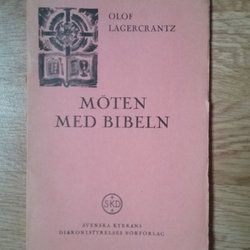 OLOF
LAGERCRANTZ
MÖTEN
MED BIBELN
SKD
SVENSKA KYRKANS
DIAKONISTYRELSES BOKFÖRLAG